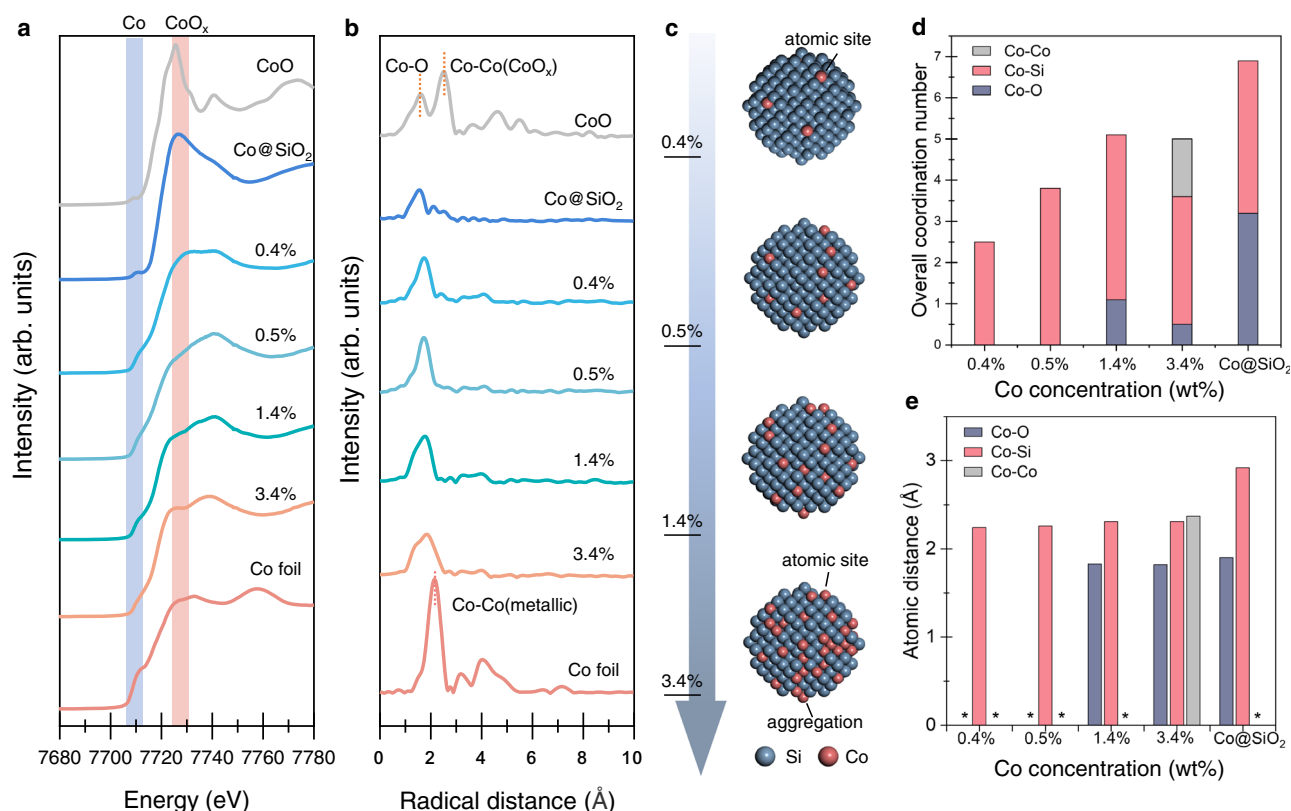 a
Co
CoOx
CoO
Co@SiO2
0.4%
0.5%
1.4%
3.4%
Co foil
Intensity (arb. units)
7680 7700 7720 7740 7760 7780
Energy (eV)
b
Co-O
Co-Co(CoOx)
CoO
Co@SiO2
0.4%
0.5%
1.4%
3.4%
Co-Co(metallic)
Co foil
Intensity (arb. units)
0 2 4 6 8 10
Radical distance (Å)
c
atomic site
0.4%
0.5%
1.4%
atomic site
3.4%
aggregation
Si
Co
d
Co-Co
Co-Si
Co-O
Overall coordination number
7
6
5
4
3
2
1
0
0.4% 0.5% 1.4% 3.4% Co@SiO2
Co concentration (wt%)
e
Co-O
Co-Si
Co-Co
Atomic distance (Å)
3
2
1
0
* * * * * *
0.4% 0.5% 1.4% 3.4% Co@SiO2
Co concentration (wt%)